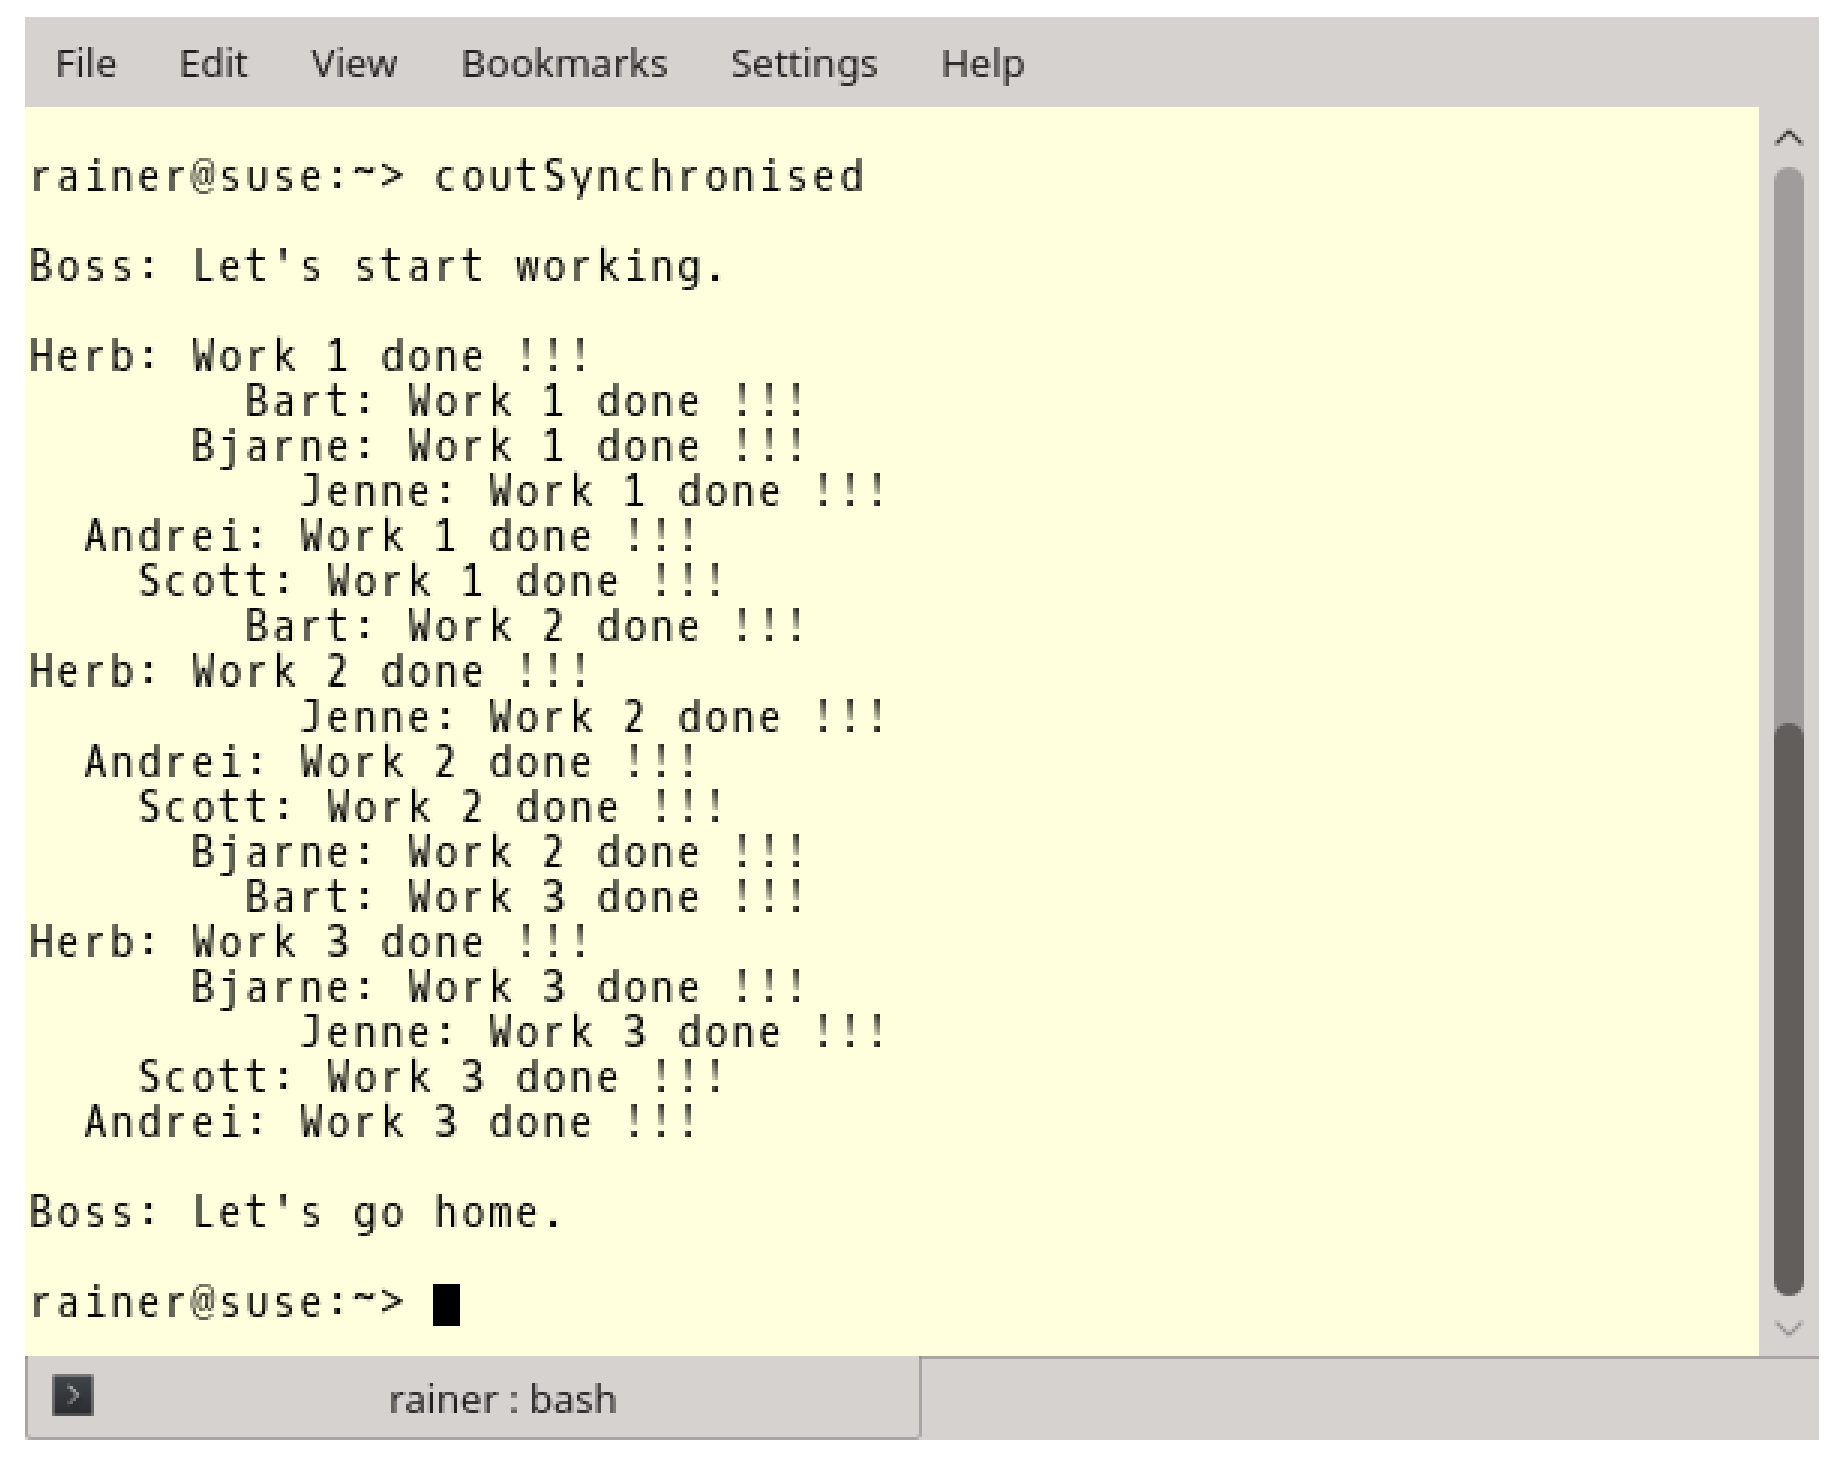 File Edit View Bookmarks Settings Help
rainer@suse:~> coutSynchronised
Boss: Let's start working.
Herb: Work 1 done !!!
        Bart: Work 1 done !!!
      Bjarne: Work 1 done !!!
          Jenne: Work 1 done !!!
  Andrei: Work 1 done !!!
    Scott: Work 1 done !!!
        Bart: Work 2 done !!!
Herb: Work 2 done !!!
          Jenne: Work 2 done !!!
  Andrei: Work 2 done !!!
    Scott: Work 2 done !!!
      Bjarne: Work 2 done !!!
        Bart: Work 3 done !!!
Herb: Work 3 done !!!
      Bjarne: Work 3 done !!!
          Jenne: Work 3 done !!!
    Scott: Work 3 done !!!
  Andrei: Work 3 done !!!
Boss: Let's go home.
rainer@suse:~>
rainer : bash